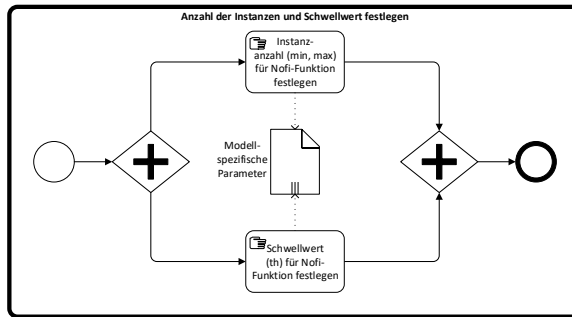 Anzahl der Instanzen und Schwellwert festlegen
Instanz-
anzahl (min, max)
für Nofi-Funktion
festlegen
Modell-
spezifische
Parameter
Schwellwert
(th) für Nofi-
Funktion festlegen